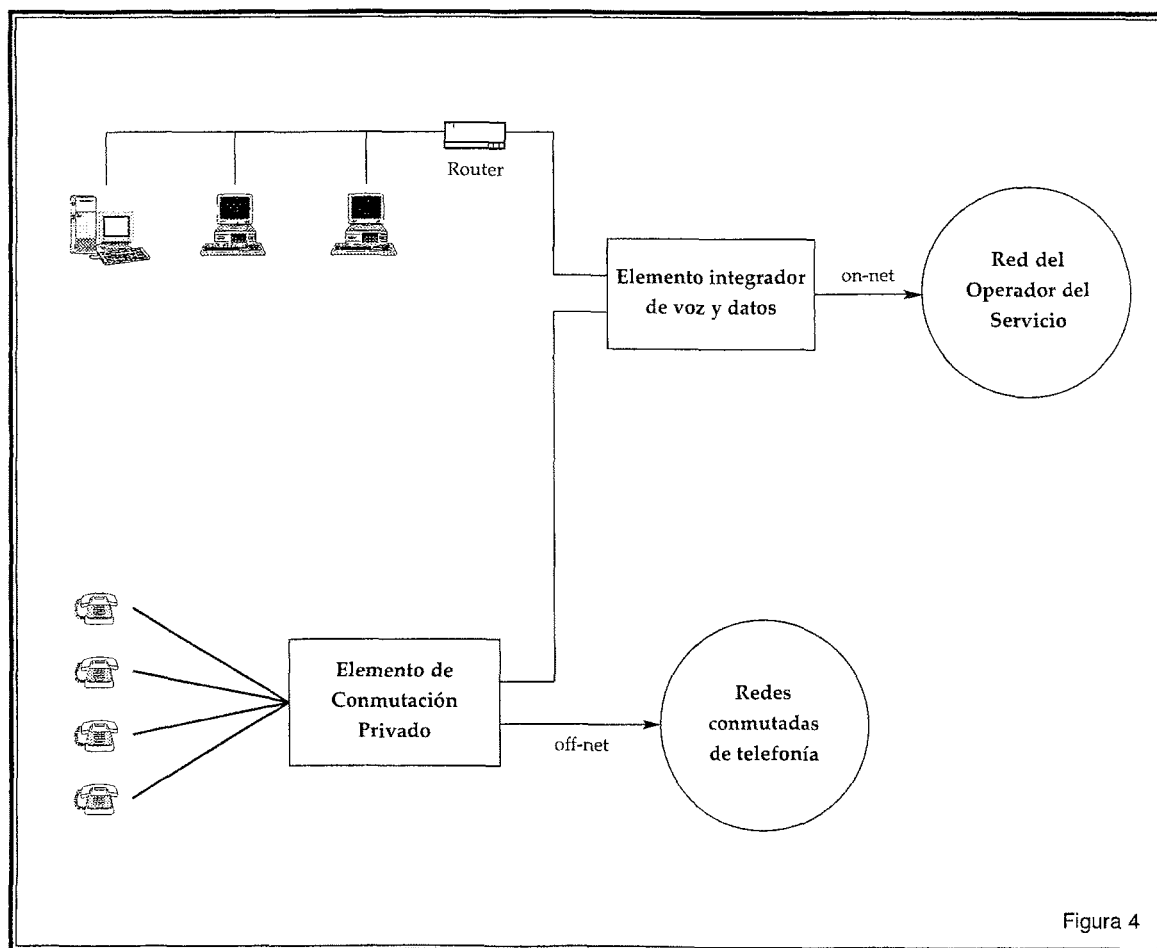 Router
Elemento integrador
de voz y datos
on-net
Red del
Operador del
Servicio
Elemento de
Conmutación
Privado
off-net
Redes
conmutadas
de telefonía
Figura 4